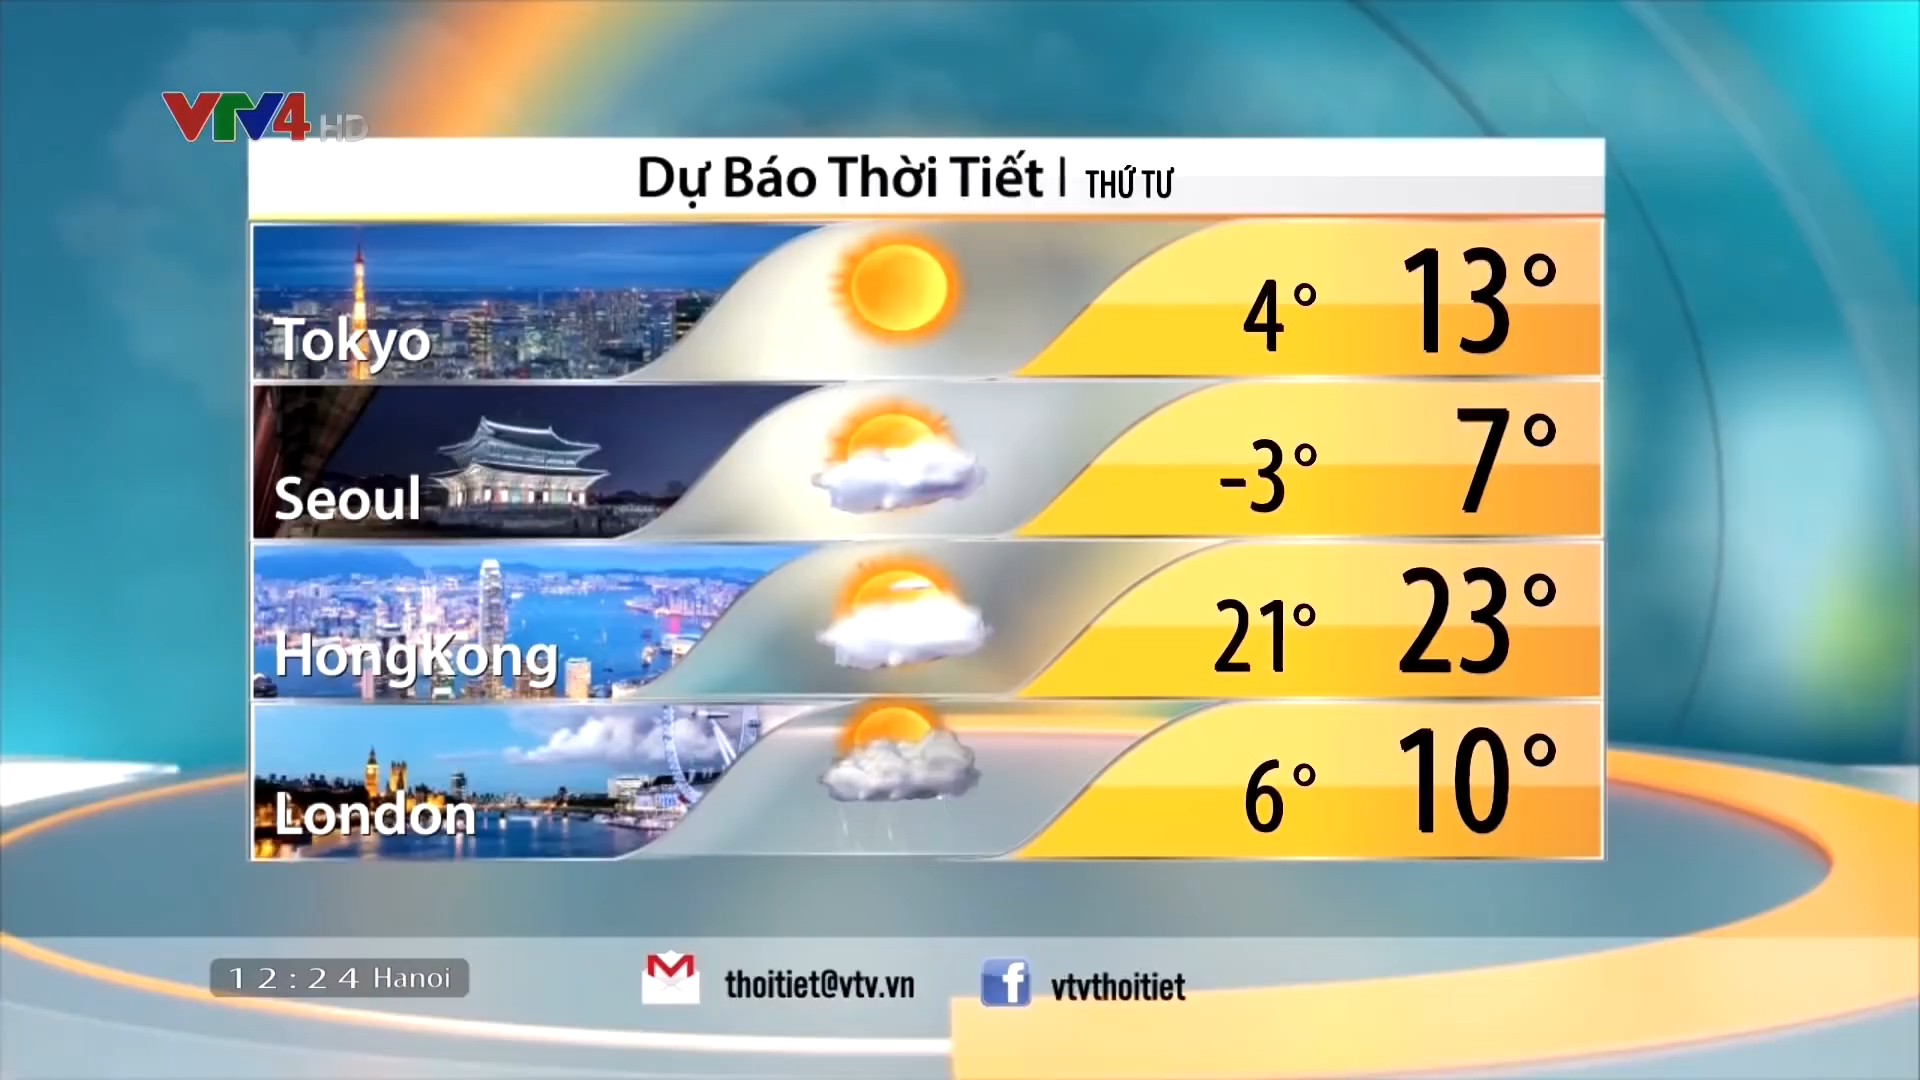 VTV4 HD
Dự Báo Thời Tiết | THỨ TƯ
Tokyo 4° 13°
Seoul -3° 7°
HongKong 21° 23°
London 6° 10°
12:24 Hanoi
thoitiet@vtv.vn
f vtvthoitiet